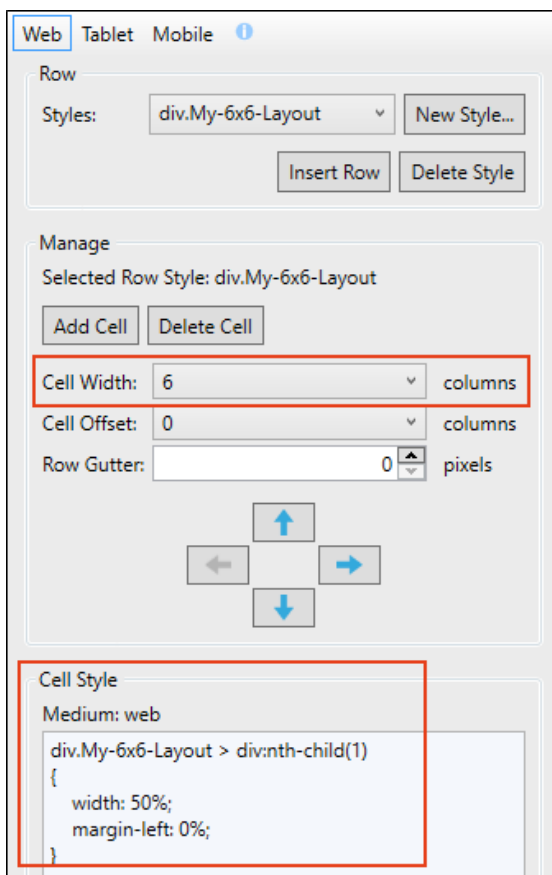 Web Tablet Mobile i
Row
Styles: div.My-6x6-Layout New Style...
Insert Row Delete Style
Manage
Selected Row Style: div.My-6x6-Layout
Add Cell Delete Cell
Cell Width: 6 columns
Cell Offset: 0 columns
Row Gutter: 0 pixels
Cell Style
Medium: web
div.My-6x6-Layout > div:nth-child(1)
{
width: 50%;
margin-left: 0%;
}